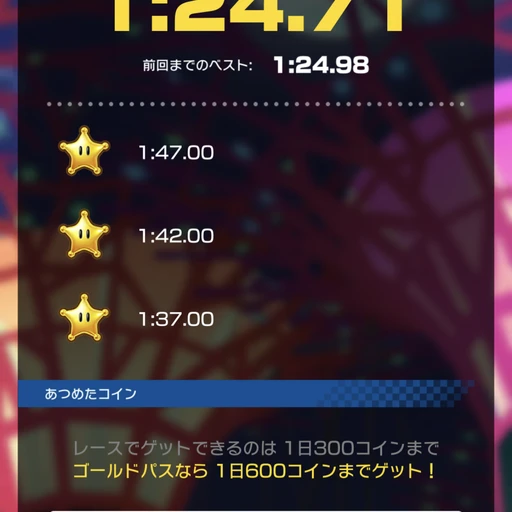 1:24.71
前回までのベスト: 1:24.98
1:47.00
1:42.00
1:37.00
あつめたコイン
レースでゲットできるのは 1日300コインまで
ゴールドパスなら 1日600コインまでゲット！